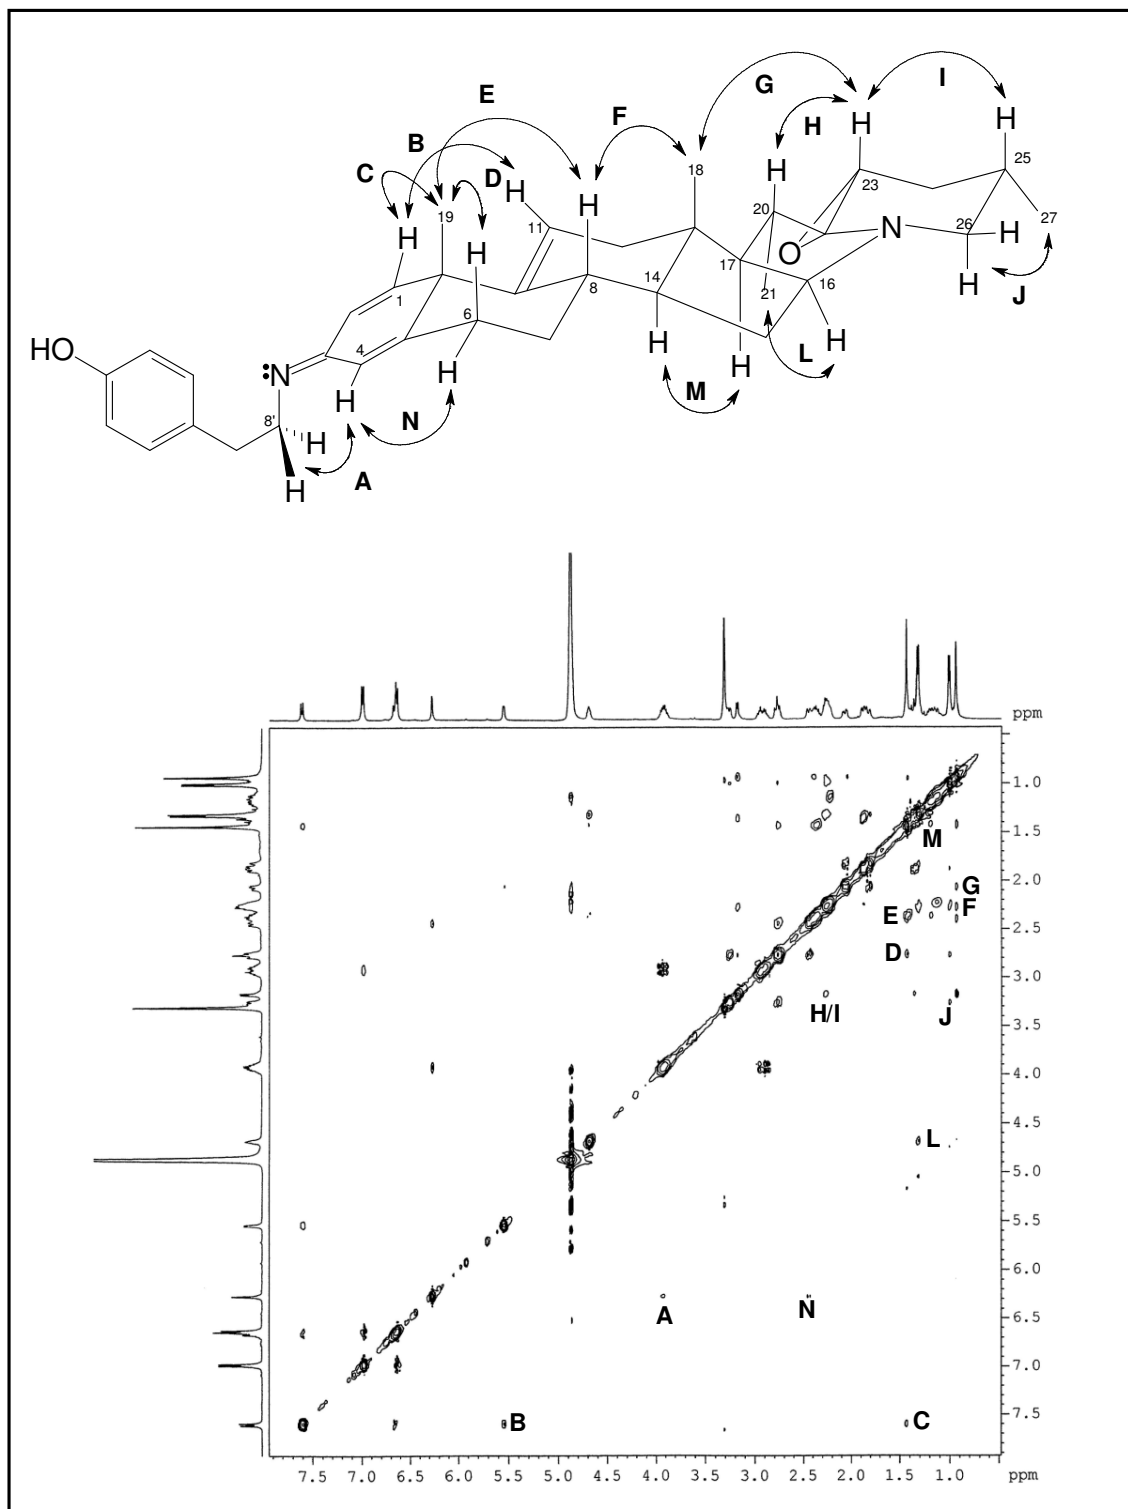 G
I
E
H
F
H
B
H
18
25
C
D
H
H
H
23
19
H
20
27
11
H
26
N
H
H
O
17
8
14
16
H
J
1
21
6
HO
4
H
L
H
N
H
H
M
H
N
8'
H
H
A
ppm
1.0
1.5
M
2.0
G
E
F
2.5
D
3.0
H/I
J
3.5
4.0
4.5
L
5.0
5.5
6.0
A
N
6.5
7.0
B
C
7.5
7.5 7.0 6.5 6.0 5.5 5.0 4.5 4.0 3.5 3.0 2.5 2.0 1.5 1.0 ppm